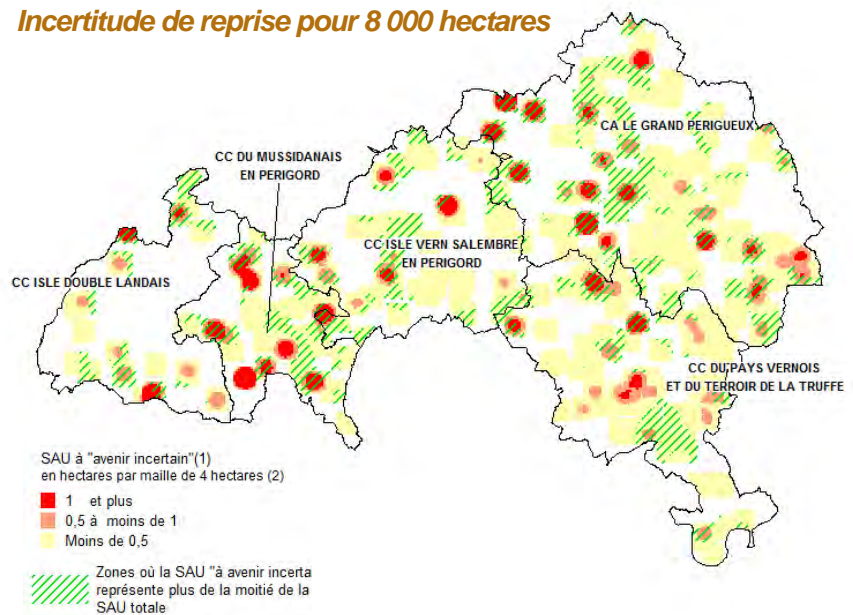 Incertitude de reprise pour 8 000 hectares
CA LE GRAND PERIGUEUX
CC DU MUSSIDANAIS
EN PERIGORD
CC ISLE VERN SALEMBRE
EN PERIGORD
CC ISLE DOUBLE LANDAIS
CC DU PAYS VERNOIS
ET DU TERROIR DE LA TRUFFE
SAU à "avenir incertain"(1)
en hectares par maille de 4 hectares (2)
1 et plus
0,5 à moins de 1
Moins de 0,5
Zones où la SAU "à avenir incerta
représente plus de la moitié de la
SAU totale